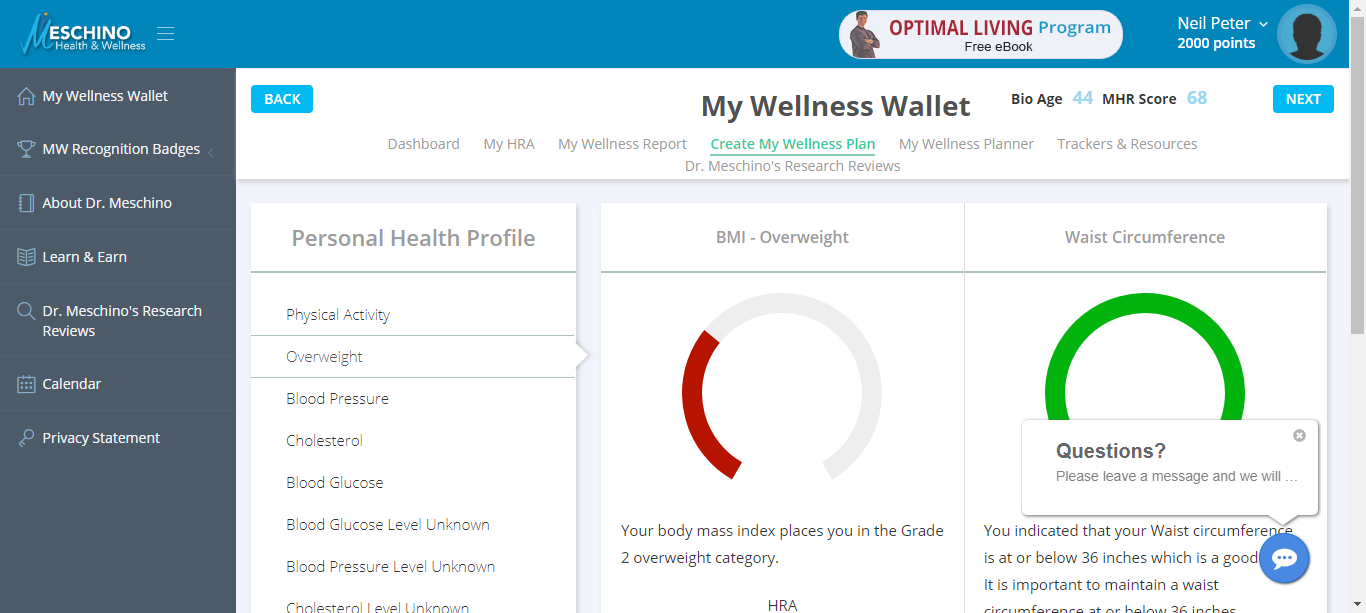 MESCHINO
Health & Wellness
OPTIMAL LIVING Program
Free eBook
Neil Peter
2000 points
My Wellness Wallet
MW Recognition Badges
About Dr. Meschino
Learn & Earn
Dr. Meschino's Research
Reviews
Calendar
Privacy Statement
BACK
My Wellness Wallet
Bio Age 44 MHR Score 68
NEXT
Dashboard My HRA My Wellness Report Create My Wellness Plan My Wellness Planner Trackers & Resources
Dr. Meschino's Research Reviews
Personal Health Profile
Physical Activity
Overweight
Blood Pressure
Cholesterol
Blood Glucose
Blood Glucose Level Unknown
Blood Pressure Level Unknown
Cholesterol Level Unknown
BMI - Overweight
Your body mass index places you in the Grade
2 overweight category.
HRA
Waist Circumference
You indicated that your Waist circumference
is at or below 36 inches which is a good
It is important to maintain a waist
circumference at or below 36 inches
Questions?
Please leave a message and we will ...